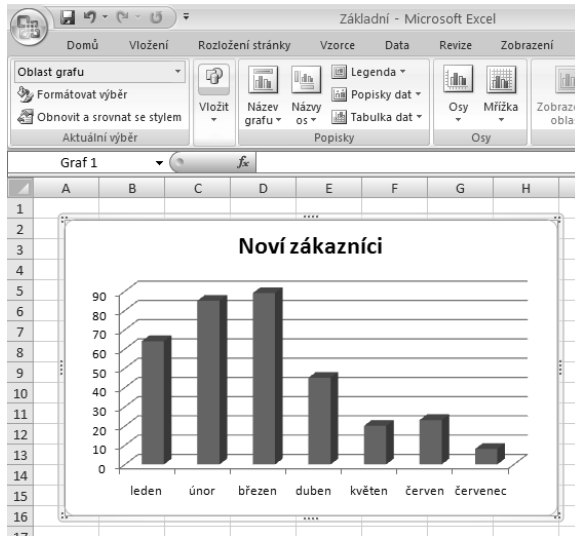 Základní - Microsoft Excel
Domů Vložení Rozložení stránky Vzorce Data Revize Zobrazení
Oblast grafu
Formátovat výběr
Obnovit a srovnat se stylem
Aktuální výběr
Vložit
Název grafu
Názvy os
Legenda
Popisky dat
Tabulka dat
Popisky
Osy
Mřížka
Osy
Graf 1
fx
A B C D E F G H
1
2
3
4
5
6
7
8
9
10
11
12
13
14
15
16
Noví zákazníci
90
80
70
60
50
40
30
20
10
0
leden únor březen duben květen červen červenec